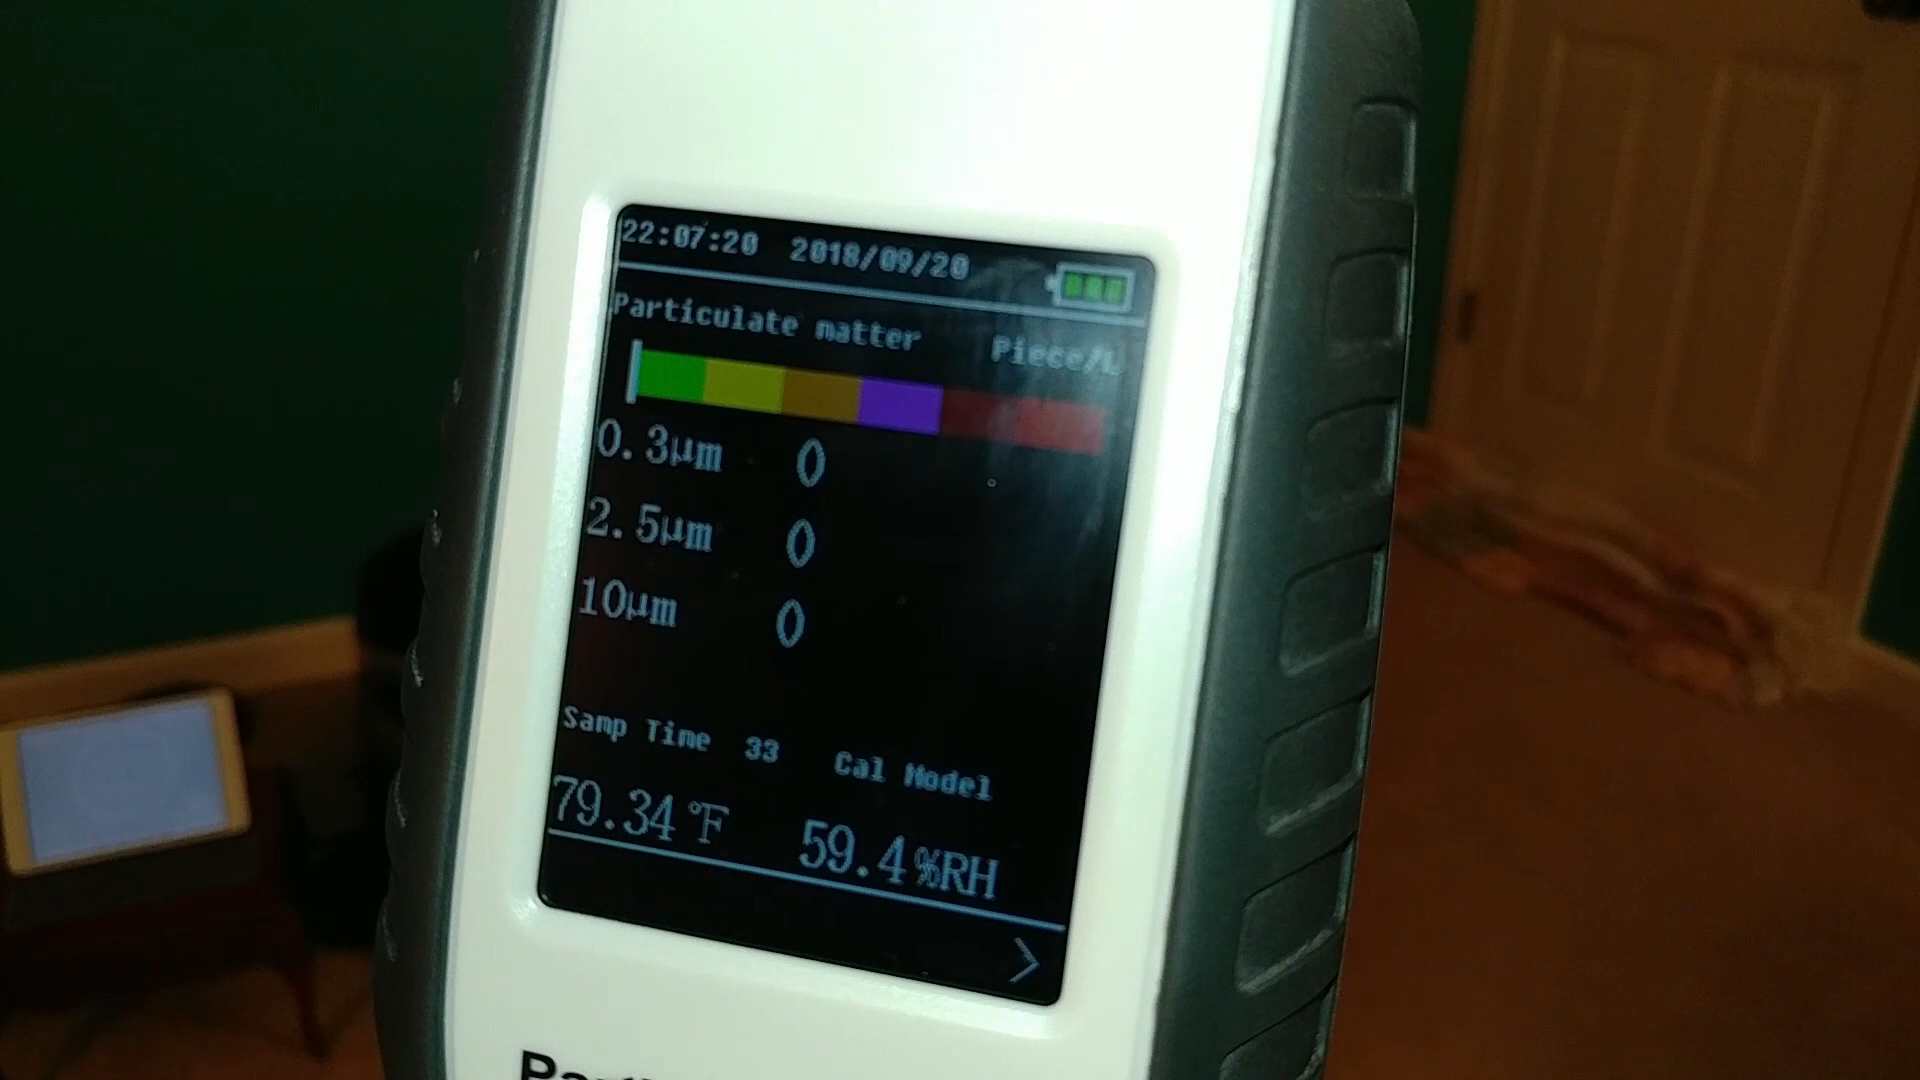 22:07:20 2018/09/20
Particulate matter Piece/L
0.3μm 0
2.5μm 0
10μm 0
Samp Time 33 Cal Model
79.34°F 59.4%RH
>